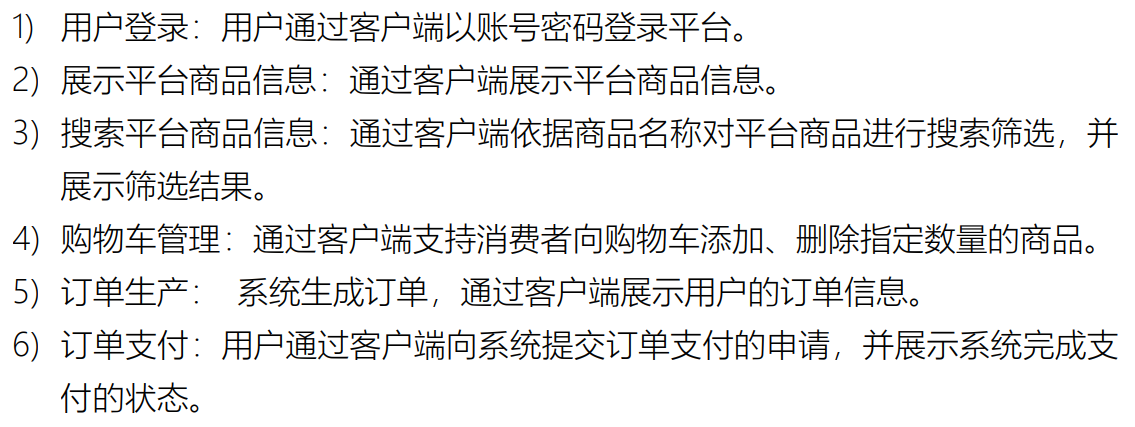 1) 用户登录：用户通过客户端以账号密码登录平台。
2) 展示平台商品信息：通过客户端展示平台商品信息。
3) 搜索平台商品信息：通过客户端依据商品名称对平台商品进行搜索筛选，并
展示筛选结果。
4) 购物车管理：通过客户端支持消费者向购物车添加、删除指定数量的商品。
5) 订单生产： 系统生成订单，通过客户端展示用户的订单信息。
6) 订单支付：用户通过客户端向系统提交订单支付的申请，并展示系统完成支
付的状态。